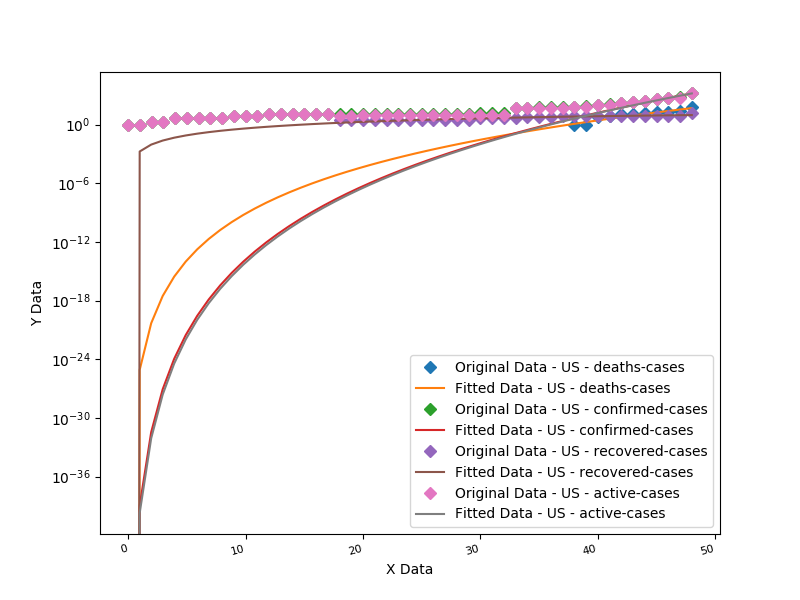 10^0
10^-6
10^-12
10^-18
10^-24
10^-30
10^-36
Y Data
Original Data - US - deaths-cases
Fitted Data - US - deaths-cases
Original Data - US - confirmed-cases
Fitted Data - US - confirmed-cases
Original Data - US - recovered-cases
Fitted Data - US - recovered-cases
Original Data - US - active-cases
Fitted Data - US - active-cases
0 10 20 30 40 50
X Data